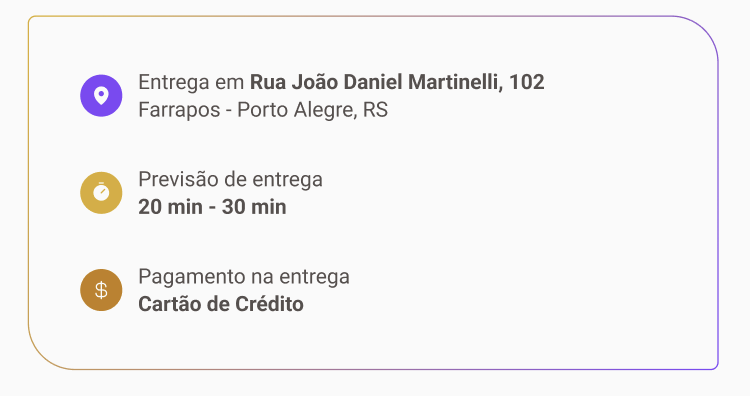 Entrega em Rua João Daniel Martinelli, 102
Farrapos - Porto Alegre, RS
Previsão de entrega
20 min - 30 min
$ Pagamento na entrega
Cartão de Crédito